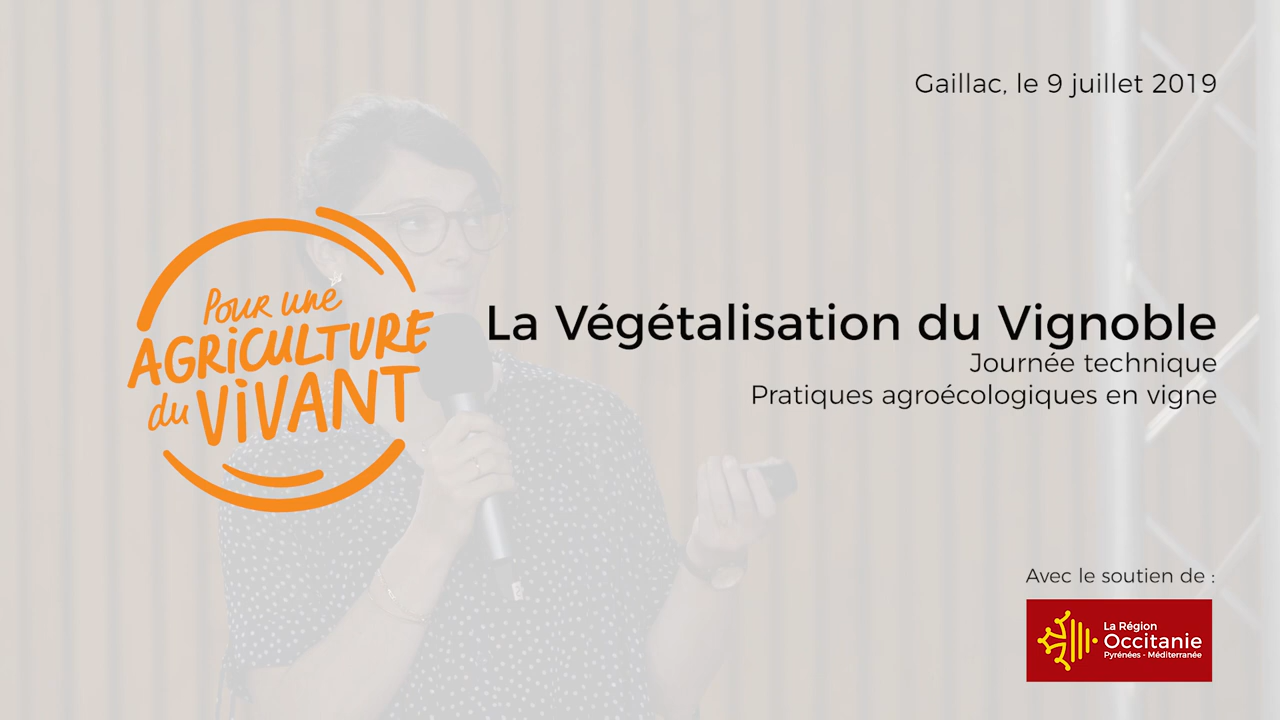 Gaillac, le 9 juillet 2019
Pour une
AGRiCULTURE
du ViVANT
La Végétalisation du Vignoble
Journée technique
Pratiques agroécologiques en vigne
Avec le soutien de :
La Région
Occitanie
Pyrénées - Méditerranée